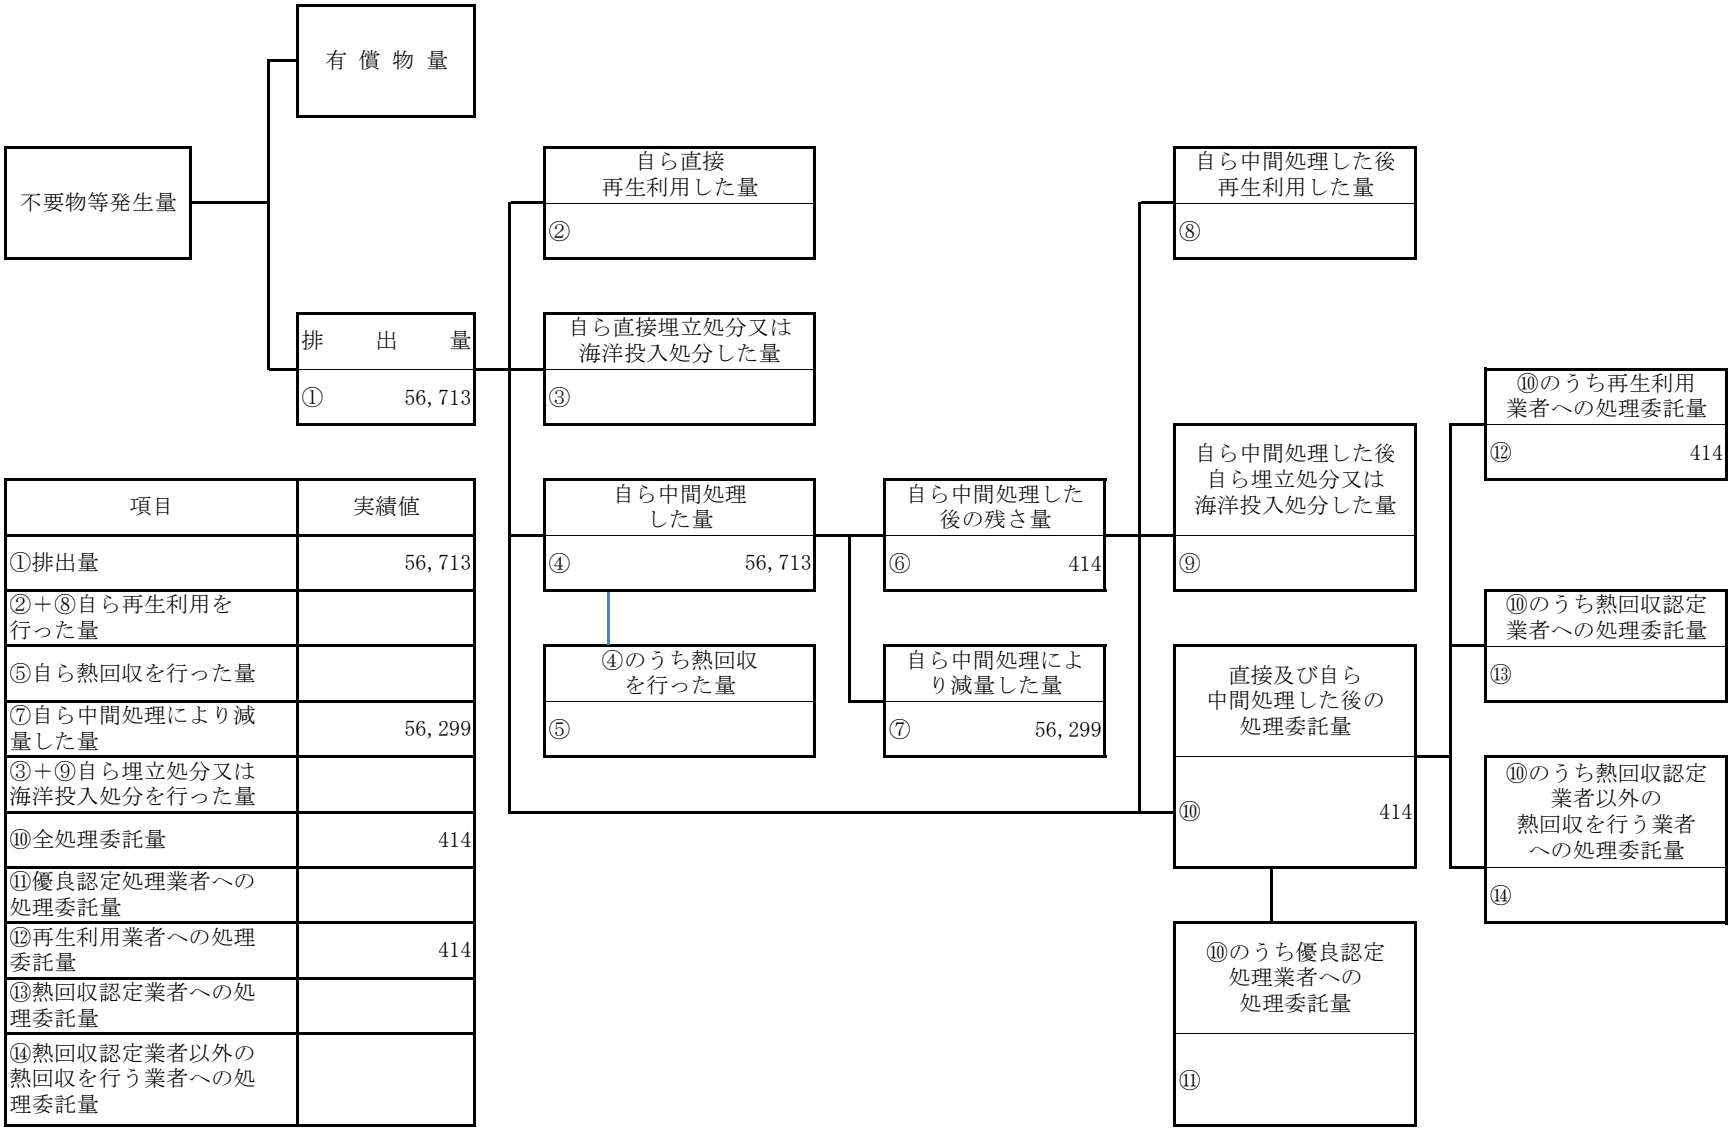 有償物量
不要物等発生量
排出量
① 56,713
自ら直接
再生利用した量
②
自ら直接埋立処分又は
海洋投入処分した量
③
自ら中間処理
した量
④ 56,713
④のうち熱回収
を行った量
⑤
自ら中間処理した
後の残さ量
⑥ 414
自ら中間処理によ
り減量した量
⑦ 56,299
自ら中間処理した後
再生利用した量
⑧
自ら中間処理した後
自ら埋立処分又は
海洋投入処分した量
⑨
直接及び自ら
中間処理した後の
処理委託量
⑩ 414
⑩のうち優良認定
処理業者への
処理委託量
⑪
⑩のうち再生利用
業者への処理委託量
⑫ 414
⑩のうち熱回収認定
業者への処理委託量
⑬
⑩のうち熱回収認定
業者以外の
熱回収を行う業者
への処理委託量
⑭
項目 実績値
①排出量 56,713
②+⑧自ら再生利用を
行った量
⑤自ら熱回収を行った量
⑦自ら中間処理により減
量した量 56,299
③+⑨自ら埋立処分又は
海洋投入処分を行った量
⑩全処理委託量 414
⑪優良認定処理業者への
処理委託量
⑫再生利用業者への処理
委託量 414
⑬熱回収認定業者への処
理委託量
⑭熱回収認定業者以外の
熱回収を行う業者への処
理委託量